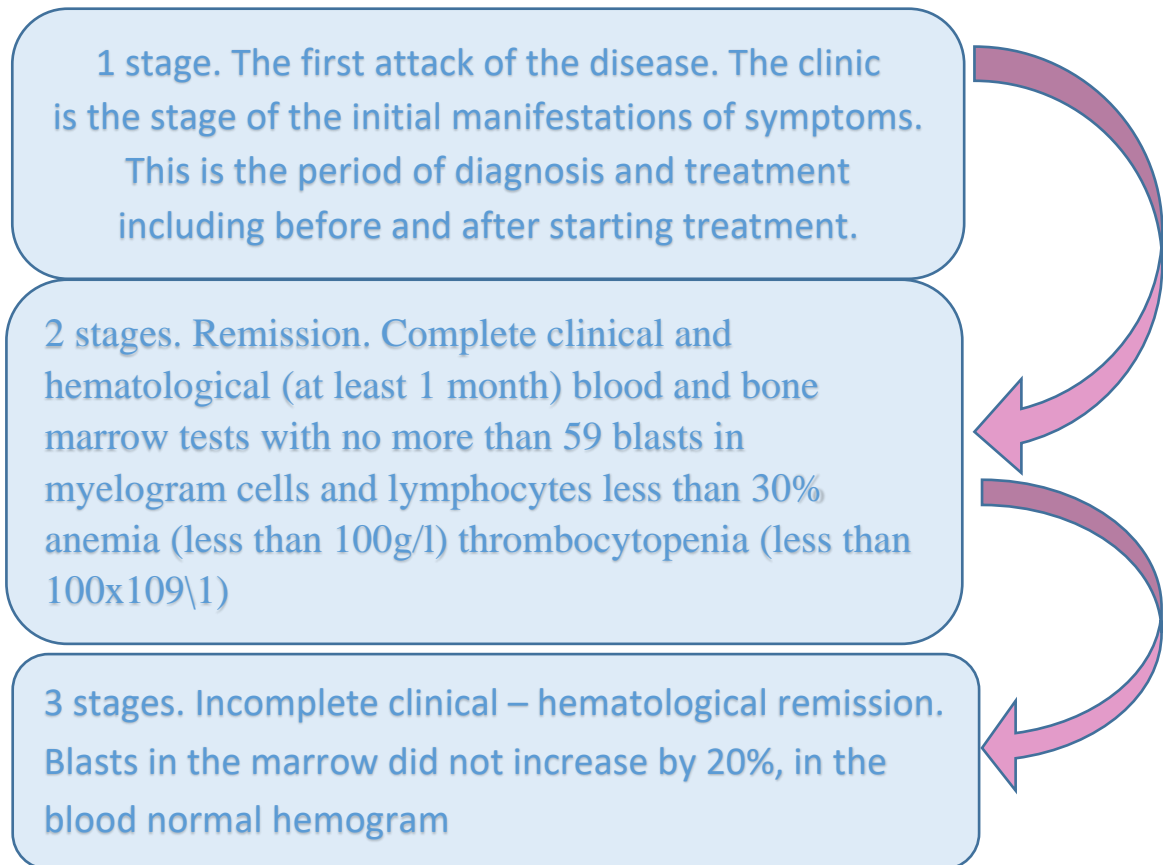 1 stage. The first attack of the disease. The clinic
is the stage of the initial manifestations of symptoms.
This is the period of diagnosis and treatment
including before and after starting treatment.
2 stages. Remission. Complete clinical and
hematological (at least 1 month) blood and bone
marrow tests with no more than 59 blasts in
myelogram cells and lymphocytes less than 30%
anemia (less than 100g/l) thrombocytopenia (less than
100x109\1)
3 stages. Incomplete clinical – hematological remission.
Blasts in the marrow did not increase by 20%, in the
blood normal hemogram